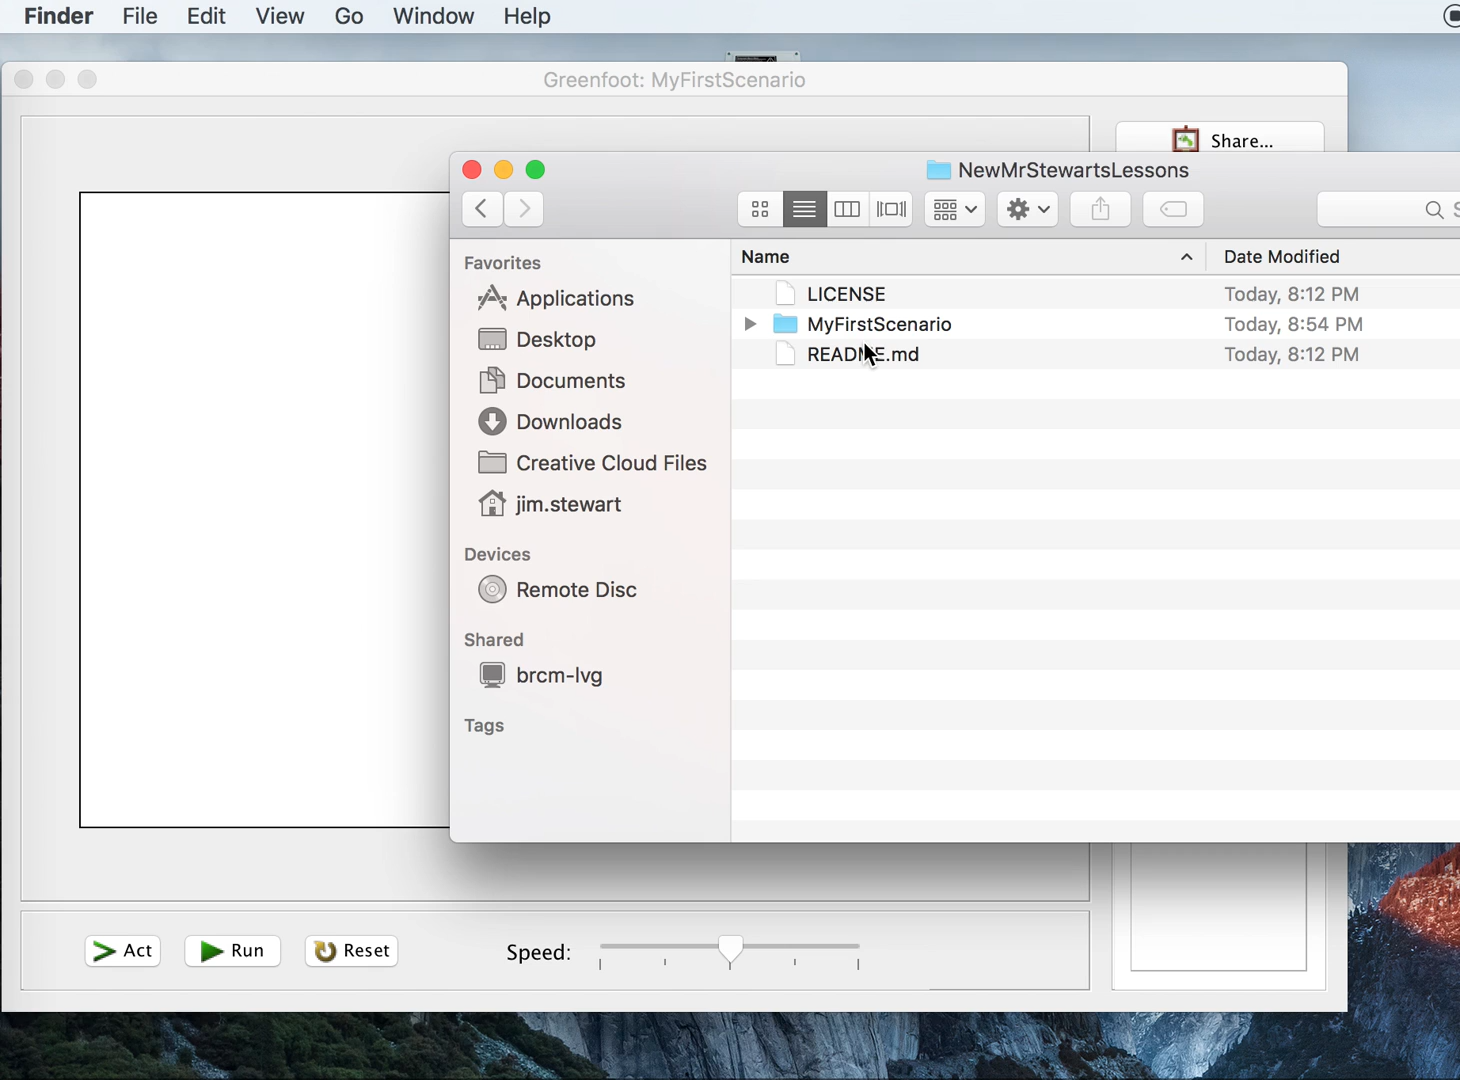 Finder File Edit View Go Window Help
Greenfoot: MyFirstScenario
Share...
NewMrStewartsLessons
S
Favorites
Applications
Desktop
Documents
Downloads
Creative Cloud Files
jim.stewart
Devices
Remote Disc
Shared
brcm-lvg
Tags
Name Date Modified
LICENSE Today, 8:12 PM
MyFirstScenario Today, 8:54 PM
README.md Today, 8:12 PM
Act Run Reset Speed: